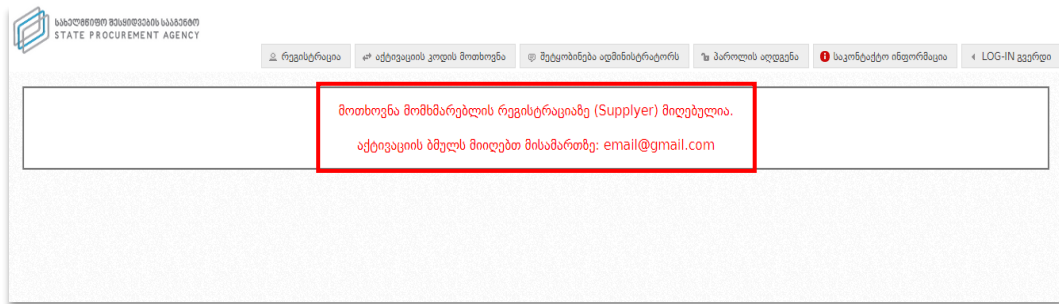 სახელმწიფო შესყიდვების სააგენტო
STATE PROCUREMENT AGENCY
რეგისტრაცია აქტივაციის კოდის მოთხოვნა შეტყობინება ადმინისტრატორს პაროლის აღდგენა საკონტაქტო ინფორმაცია LOG-IN გვერდი
მოთხოვნა მომხმარებლის რეგისტრაციაზე (Supplyer) მიღებულია.
აქტივაციის ბმულს მიიღებთ მისამართზე: email@gmail.com